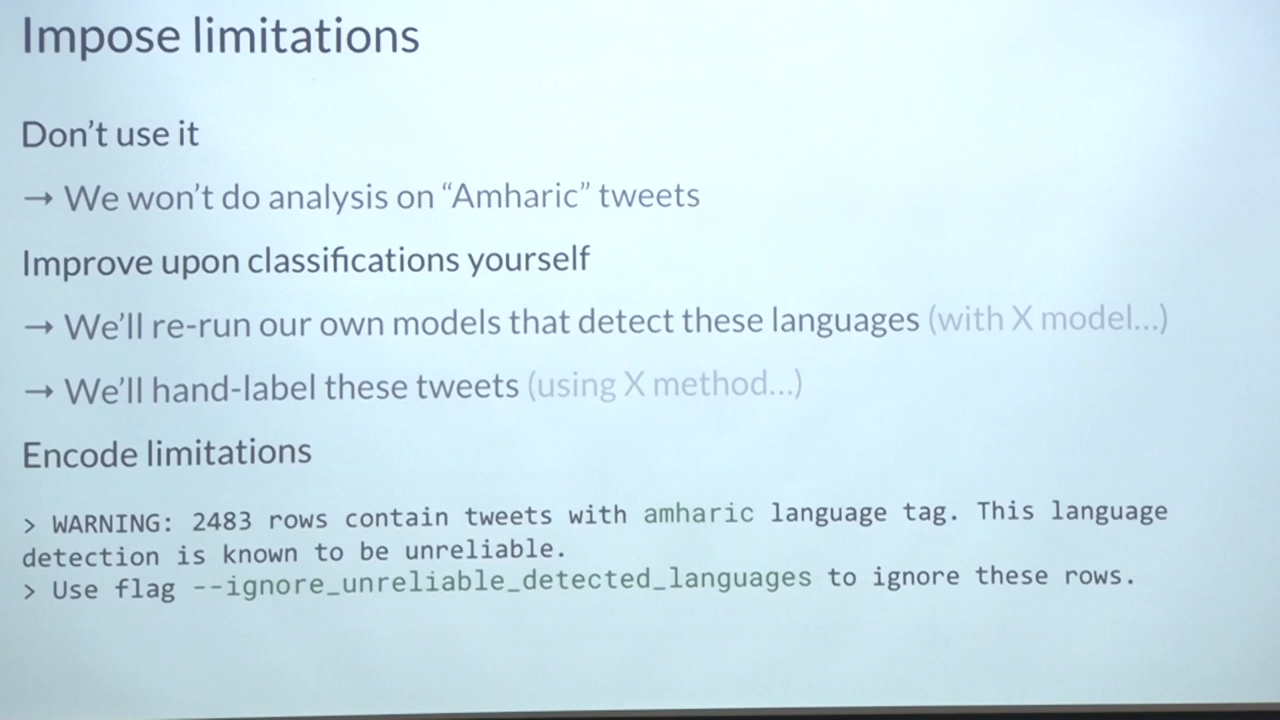 Impose limitations
Don’t use it
→ We won’t do analysis on “Amharic” tweets
Improve upon classifications yourself
→ We’ll re-run our own models that detect these languages (with X model...)
→ We’ll hand-label these tweets (using X method...)
Encode limitations
> WARNING: 2483 rows contain tweets with amharic language tag. This language
detection is known to be unreliable.
> Use flag --ignore_unreliable_detected_languages to ignore these rows.